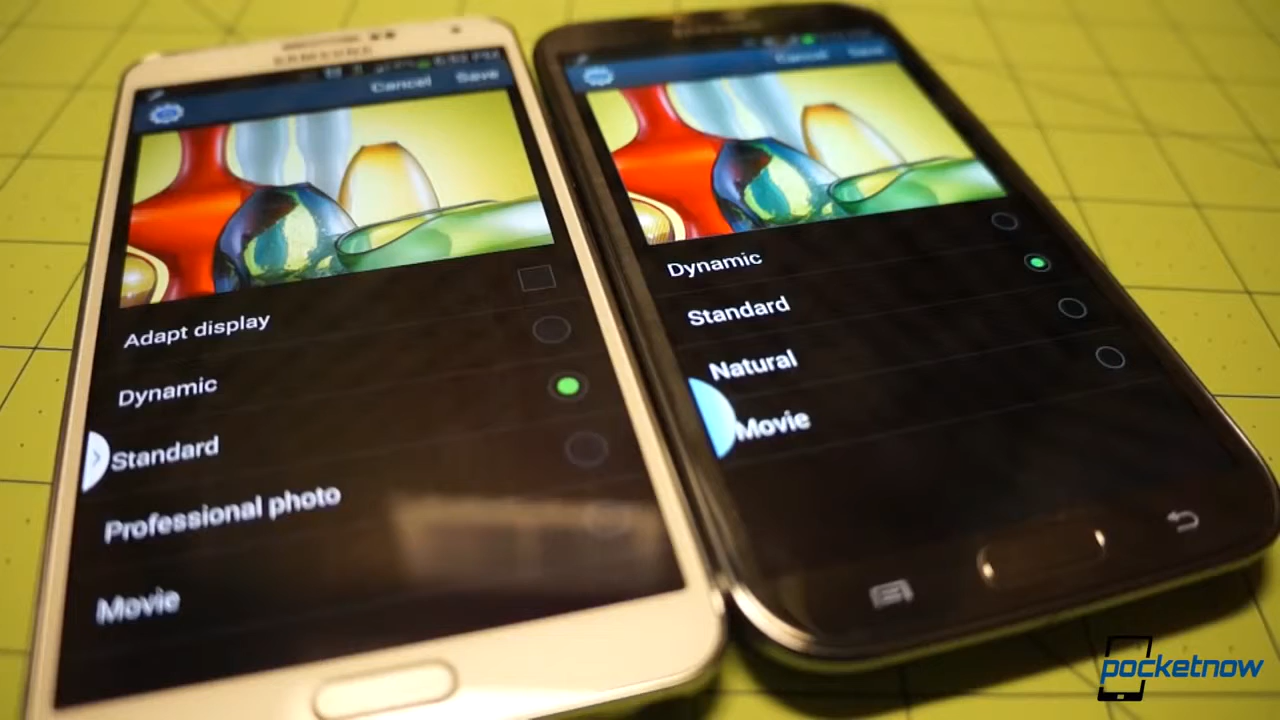 SAMSUNG
Cancel Save
Adapt display
Dynamic
Standard
Professional photo
Movie
Cancel Save
Dynamic
Standard
Natural
Movie
pocketnow